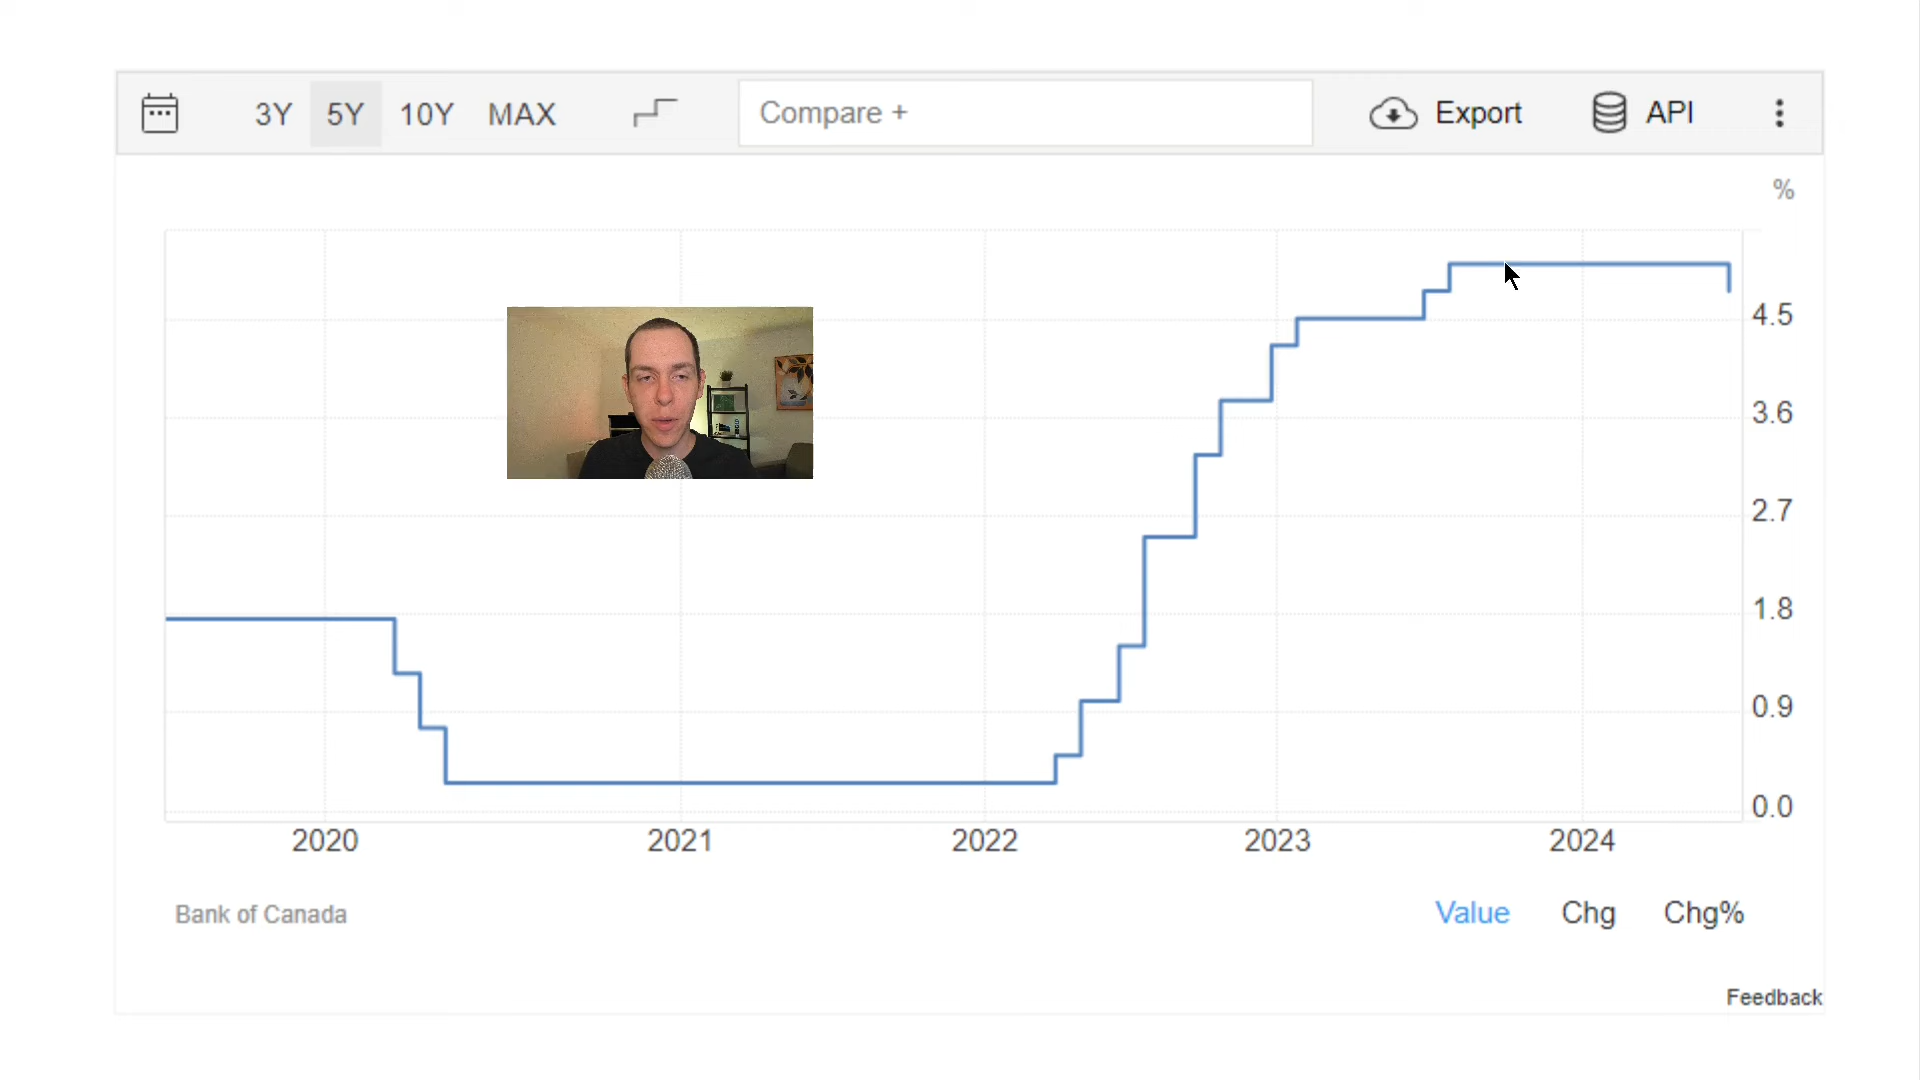 3Y 5Y 10Y MAX Compare + Export API
%
4.5
3.6
2.7
1.8
0.9
0.0
2020 2021 2022 2023 2024
Bank of Canada Value Chg Chg%
Feedback